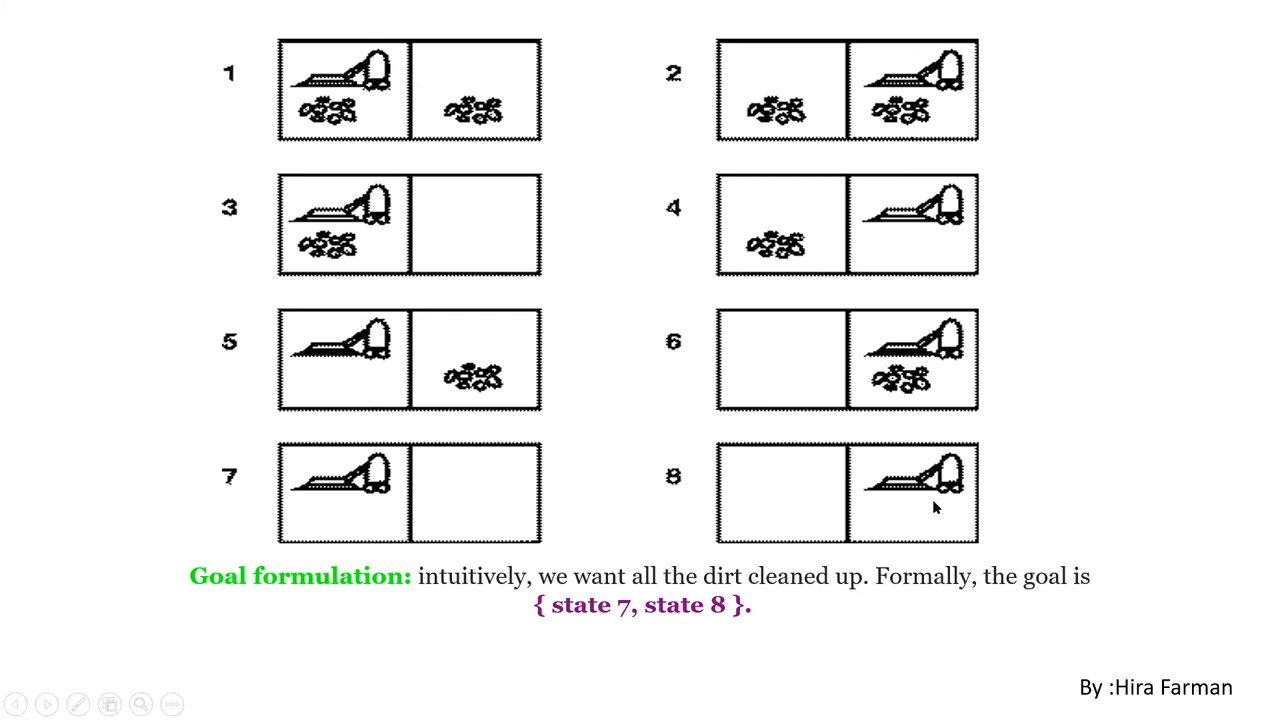 1 2
3 4
5 6
7 8
Goal formulation: intuitively, we want all the dirt cleaned up. Formally, the goal is
{ state 7, state 8 }.
By :Hira Farman